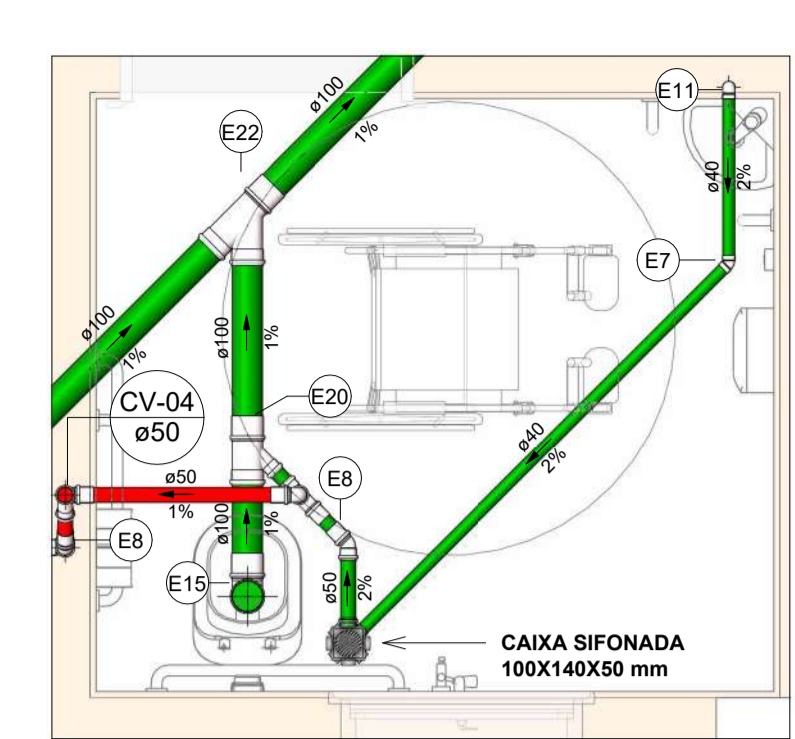 ø100
1%
E22
E11
ø40
2%
E7
ø100
1%
ø100
1%
CV-04
ø50
E20
ø40
2%
E8
ø50
1%
ø100
1%
E8
E15
ø50
2%
CAIXA SIFONADA
100X140X50 mm